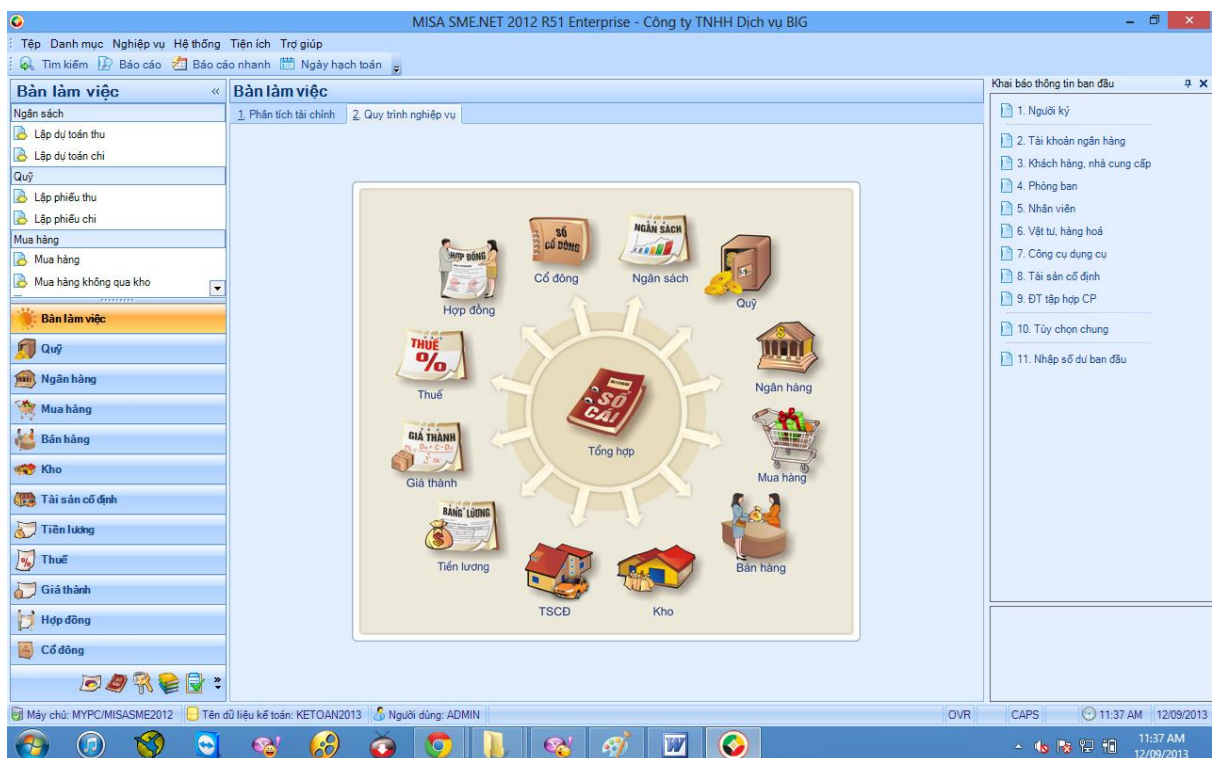 MISA SME.NET 2012 R51 Enterprise - Công ty TNHH Dịch vụ BIG
Tệp Danh mục Nghiệp vụ Hệ thống Tiện ích Trợ giúp
Tìm kiếm Báo cáo Báo cáo nhanh Ngày hạch toán
Bàn làm việc
Ngân sách
Lập dự toán thu
Lập dự toán chi
Quỹ
Lập phiếu thu
Lập phiếu chi
Mua hàng
Mua hàng
Mua hàng không qua kho
Bàn làm việc
Quỹ
Ngân hàng
Mua hàng
Bán hàng
Kho
Tài sản cố định
Tiền lương
Thuế
Giá thành
Hợp đồng
Cổ đông
Bàn làm việc
1. Phân tích tài chính 2. Quy trình nghiệp vụ
HỢP ĐỒNG
Hợp đồng
SỔ
CỔ ĐÔNG
Cổ đông
NGÂN SÁCH
Ngân sách
Quỹ
THUẾ
%
Thuế
Ngân hàng
SỔ
CÁI
Tổng hợp
GIÁ THÀNH
Giá thành
Mua hàng
BẢNG LƯƠNG
Tiền lương
Bán hàng
TSCĐ
Kho
Khai báo thông tin ban đầu
1. Người ký
2. Tài khoản ngân hàng
3. Khách hàng, nhà cung cấp
4. Phòng ban
5. Nhân viên
6. Vật tư, hàng hoá
7. Công cụ dụng cụ
8. Tài sản cố định
9. ĐT tập hợp CP
10. Tùy chọn chung
11. Nhập số dư ban đầu
Máy chủ: MYPC/MISASME2012 Tên dữ liệu kế toán: KETOAN2013 Người dùng: ADMIN OVR CAPS 11:37 AM 12/09/2013
11:37 AM
12/09/2013